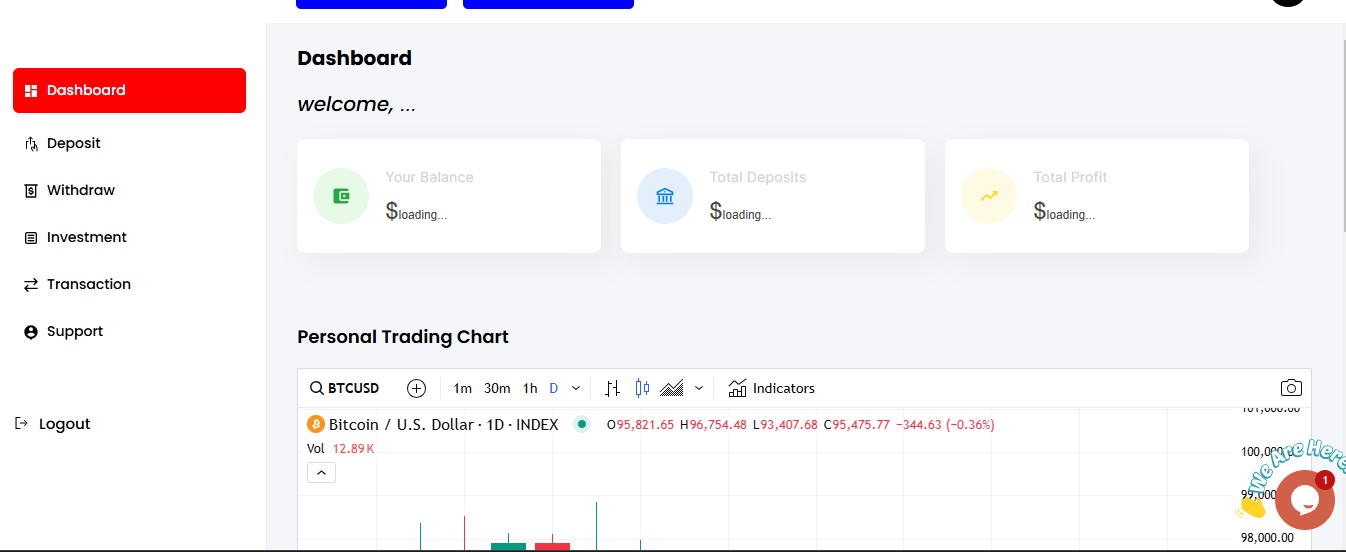 Dashboard
Deposit
Withdraw
Investment
Transaction
Support
Logout
Dashboard
welcome, ...
Your Balance
$loading...
Total Deposits
$loading...
Total Profit
$loading...
Personal Trading Chart
BTCUSD 1m 30m 1h D Indicators
Bitcoin / U.S. Dollar · 1D · INDEX O95,821.65 H96,754.48 L93,407.68 C95,475.77 −344.63 (−0.36%)
Vol 12.89K
101,000.00
100,000.00
99,000
98,000.00
We Are Here
1